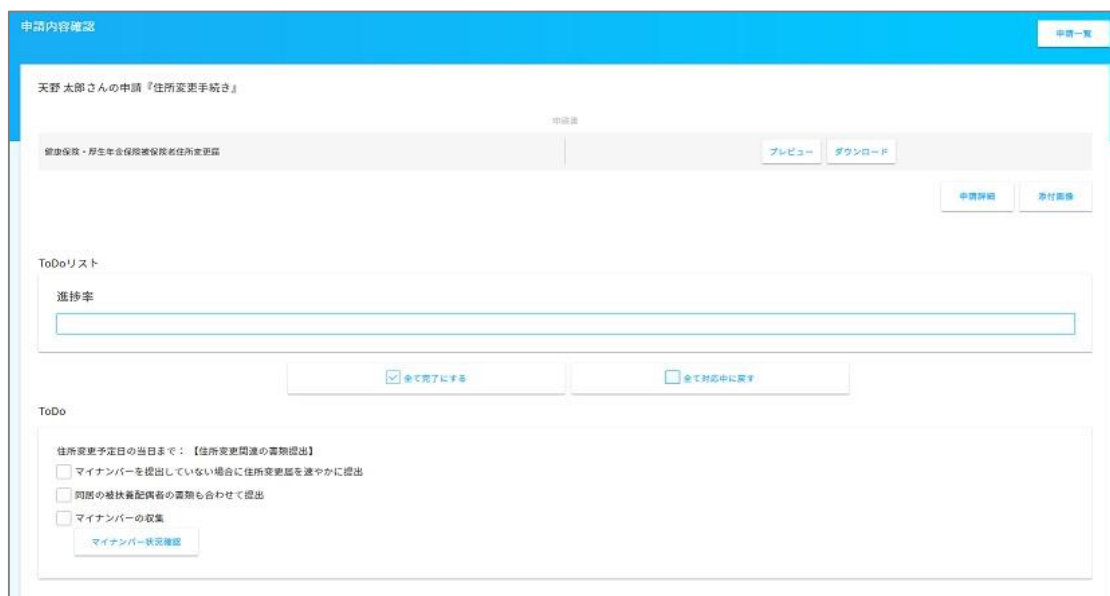 申請内容確認
申請一覧
天野 太郎さんの申請『住所変更手続き』
申請書
健康保険・厚生年金保険被保険者住所変更届
プレビュー ダウンロード
申請詳細 添付画像
ToDoリスト
進捗率
全て完了にする 全て対応中に戻す
ToDo
住所変更予定日の当日まで：【住所変更関連の書類提出】
マイナンバーを提出していない場合に住所変更届を速やかに提出
同居の被扶養配偶者の書類も合わせて提出
マイナンバーの収集
マイナンバー状況確認